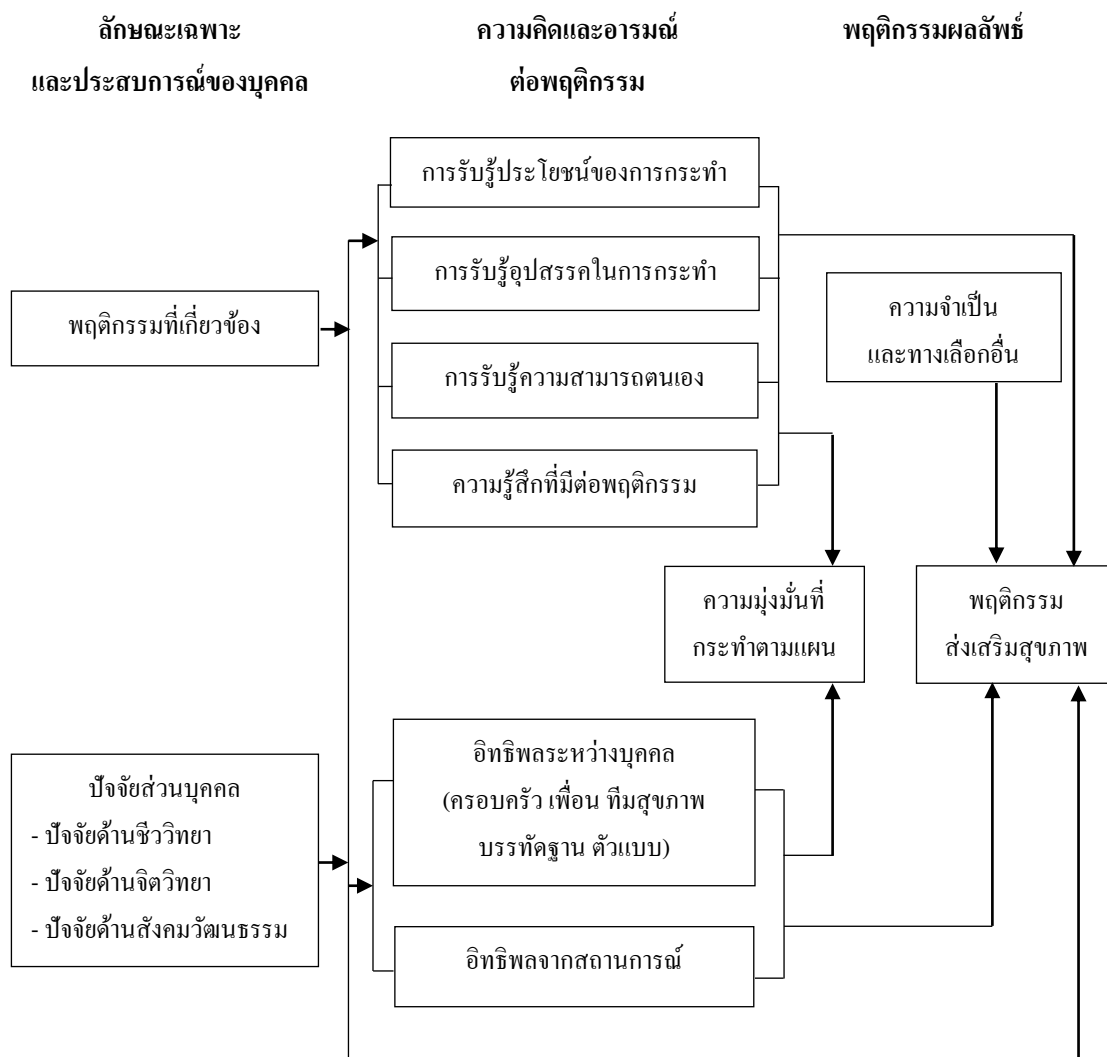 ลักษณะเฉพาะ
และประสบการณ์ของบุคคล
ความคิดและอารมณ์
ต่อพฤติกรรม
พฤติกรรมผลลัพธ์
การรับรู้ประโยชน์ของการกระทำ
การรับรู้อุปสรรคในการกระทำ
การรับรู้ความสามารถตนเอง
ความรู้สึกที่มีต่อพฤติกรรม
พฤติกรรมที่เกี่ยวข้อง
ความจำเป็น
และทางเลือกอื่น
ความมุ่งมั่นที่
กระทำตามแผน
พฤติกรรม
ส่งเสริมสุขภาพ
ปัจจัยส่วนบุคคล
- ปัจจัยด้านชีววิทยา
- ปัจจัยด้านจิตวิทยา
- ปัจจัยด้านสังคมวัฒนธรรม
อิทธิพลระหว่างบุคคล
(ครอบครัว เพื่อน ทีมสุขภาพ
บรรทัดฐาน ตัวแบบ)
อิทธิพลจากสถานการณ์